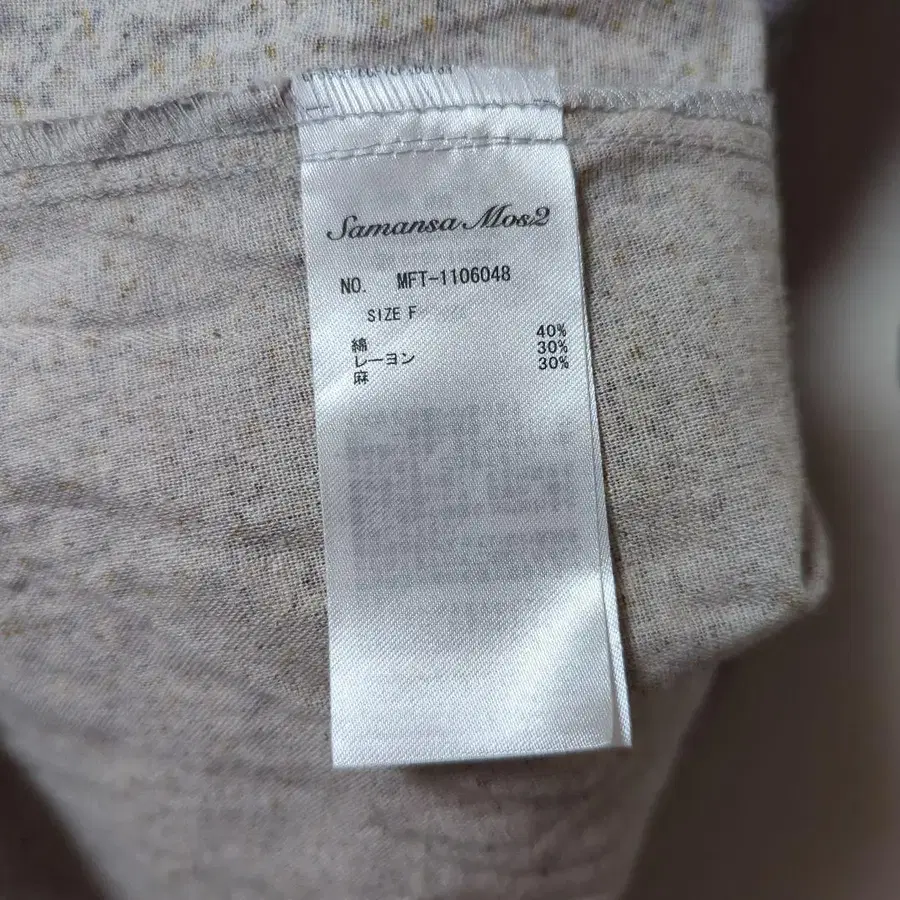 Samansa Mos2
NO. MFT-1106048
SIZE F
綿 40%
レーヨン 30%
麻 30%